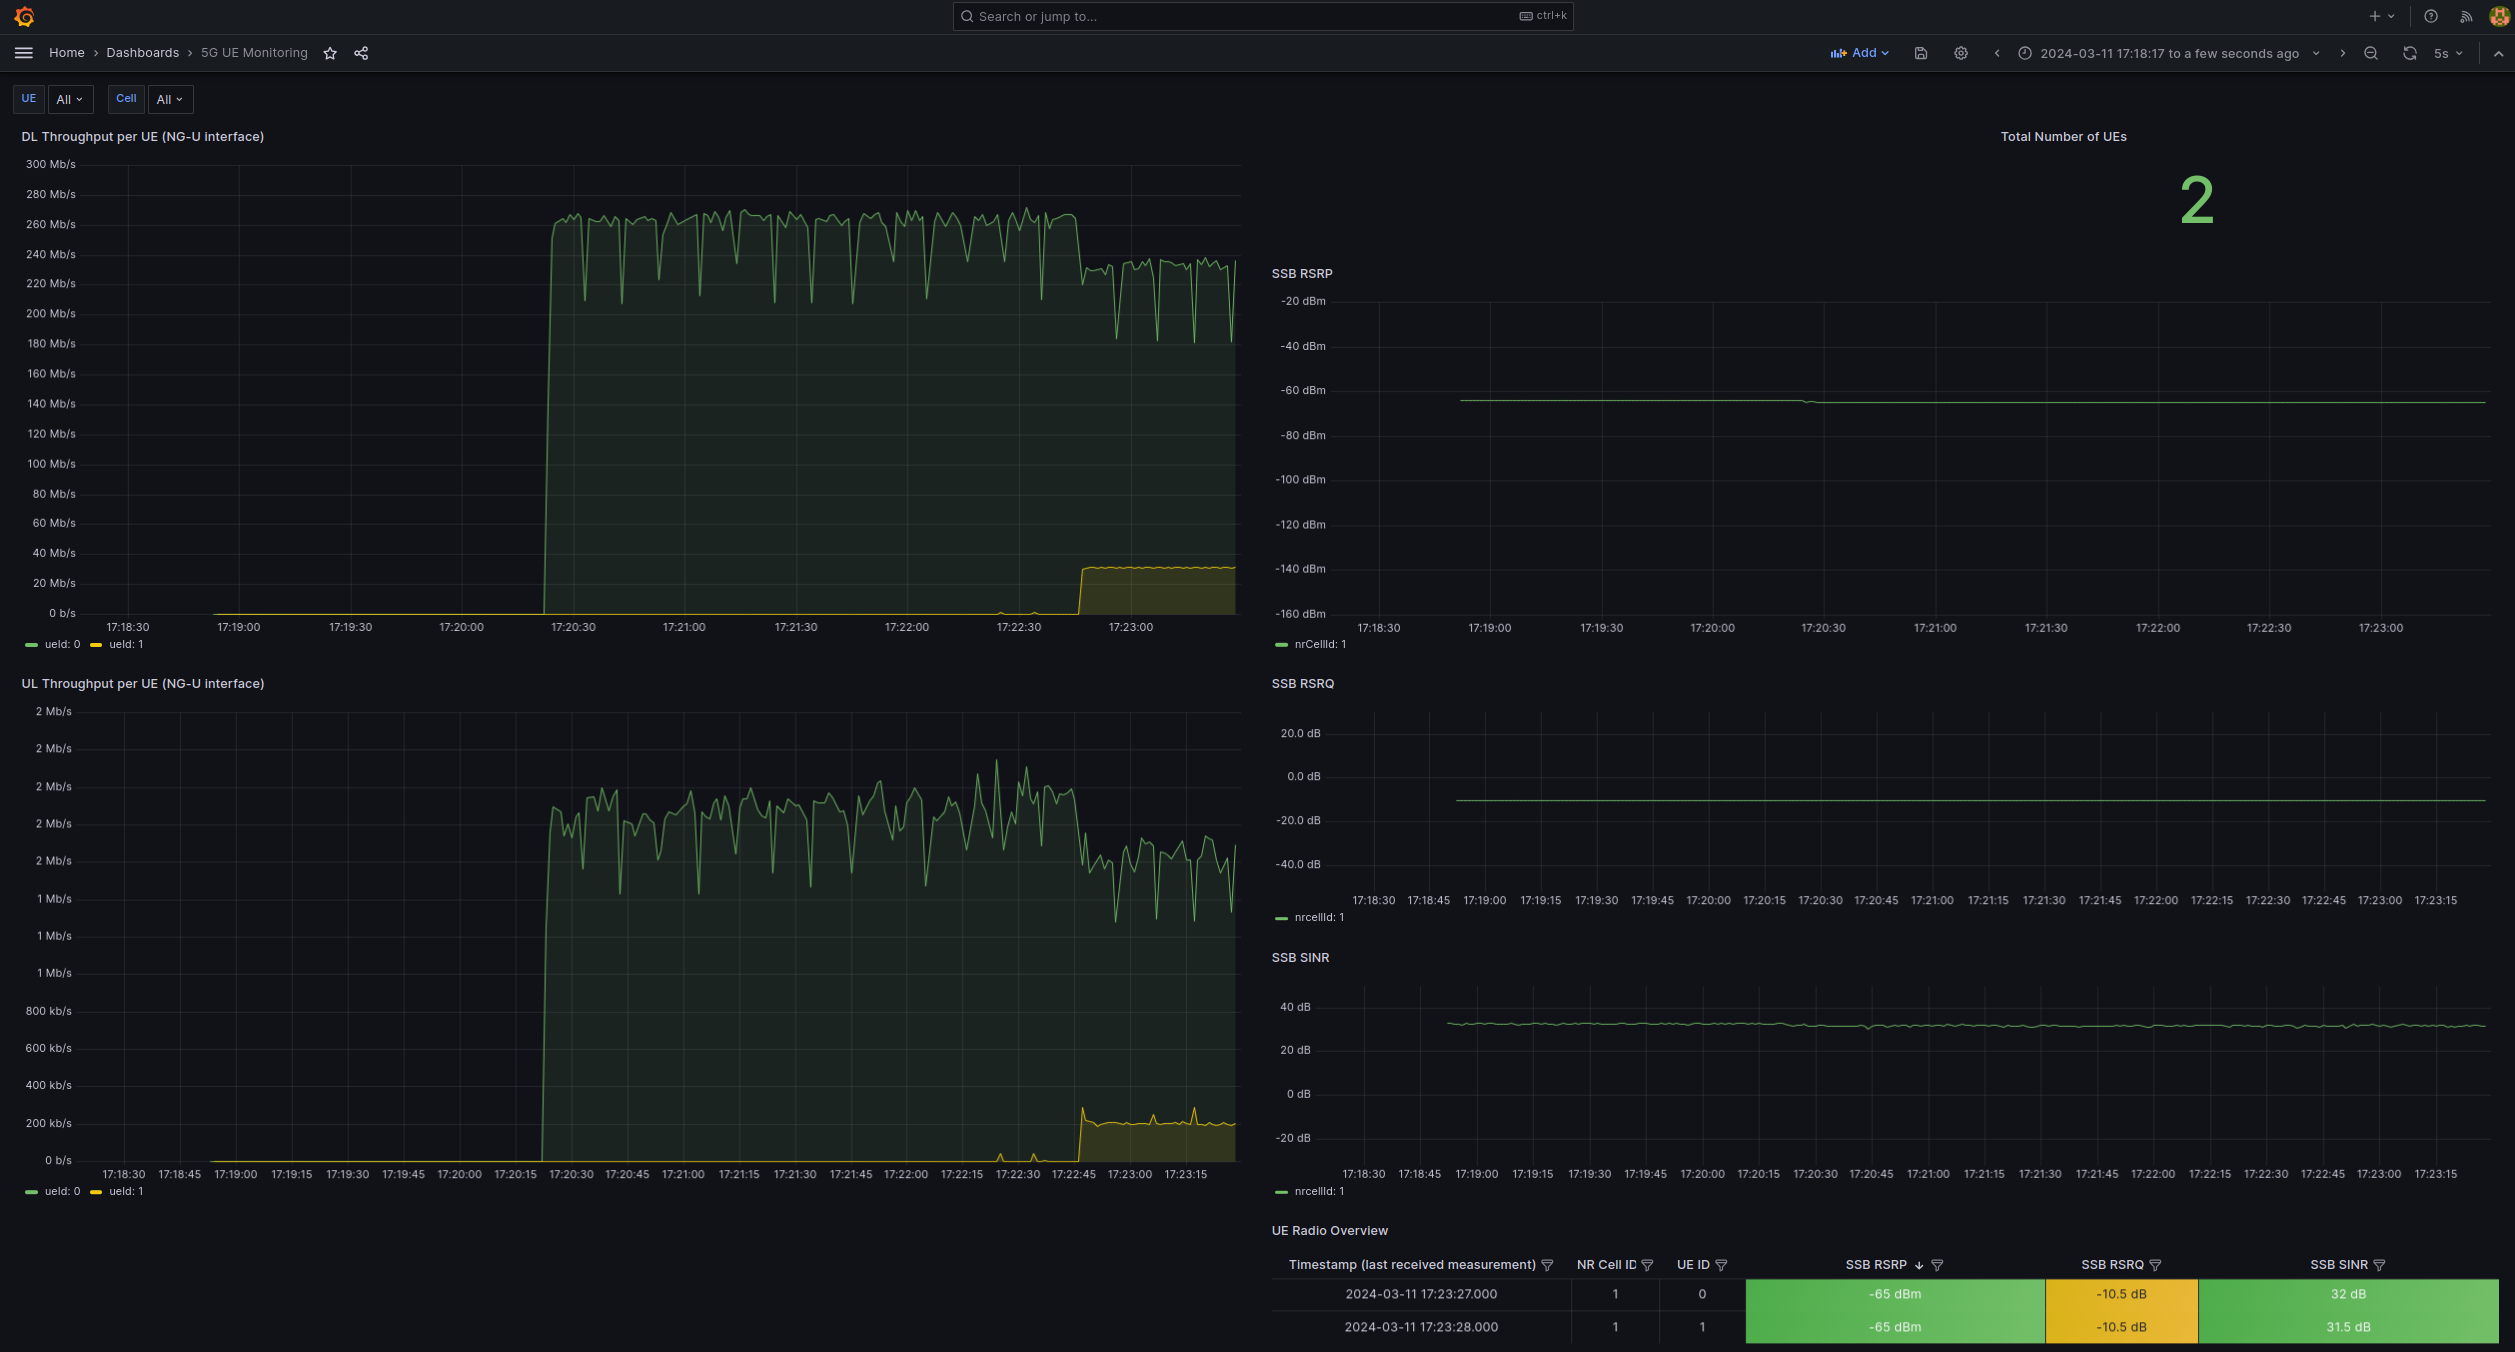 Search or jump to... ctrl+k
Home › Dashboards › 5G UE Monitoring
Add 2024-03-11 17:18:17 to a few seconds ago 5s
UE All Cell All
DL Throughput per UE (NG-U interface)
300 Mb/s
280 Mb/s
260 Mb/s
240 Mb/s
220 Mb/s
200 Mb/s
180 Mb/s
160 Mb/s
140 Mb/s
120 Mb/s
100 Mb/s
80 Mb/s
60 Mb/s
40 Mb/s
20 Mb/s
0 b/s
17:18:30 17:19:00 17:19:30 17:20:00 17:20:30 17:21:00 17:21:30 17:22:00 17:22:30 17:23:00
ueId: 0 ueId: 1
UL Throughput per UE (NG-U interface)
2 Mb/s
2 Mb/s
2 Mb/s
2 Mb/s
2 Mb/s
1 Mb/s
1 Mb/s
1 Mb/s
800 kb/s
600 kb/s
400 kb/s
200 kb/s
0 b/s
17:18:30 17:18:45 17:19:00 17:19:15 17:19:30 17:19:45 17:20:00 17:20:15 17:20:30 17:20:45 17:21:00 17:21:15 17:21:30 17:21:45 17:22:00 17:22:15 17:22:30 17:22:45 17:23:00 17:23:15
ueId: 0 ueId: 1
Total Number of UEs
2
SSB RSRP
-20 dBm
-40 dBm
-60 dBm
-80 dBm
-100 dBm
-120 dBm
-140 dBm
-160 dBm
17:18:30 17:19:00 17:19:30 17:20:00 17:20:30 17:21:00 17:21:30 17:22:00 17:22:30 17:23:00
nrCellId: 1
SSB RSRQ
20.0 dB
0.0 dB
-20.0 dB
-40.0 dB
17:18:30 17:18:45 17:19:00 17:19:15 17:19:30 17:19:45 17:20:00 17:20:15 17:20:30 17:20:45 17:21:00 17:21:15 17:21:30 17:21:45 17:22:00 17:22:15 17:22:30 17:22:45 17:23:00 17:23:15
nrcellId: 1
SSB SINR
40 dB
20 dB
0 dB
-20 dB
17:18:30 17:18:45 17:19:00 17:19:15 17:19:30 17:19:45 17:20:00 17:20:15 17:20:30 17:20:45 17:21:00 17:21:15 17:21:30 17:21:45 17:22:00 17:22:15 17:22:30 17:22:45 17:23:00 17:23:15
nrcellId: 1
UE Radio Overview
Timestamp (last received measurement) NR Cell ID UE ID SSB RSRP SSB RSRQ SSB SINR
2024-03-11 17:23:27.000 1 0 -65 dBm -10.5 dB 32 dB
2024-03-11 17:23:28.000 1 1 -65 dBm -10.5 dB 31.5 dB